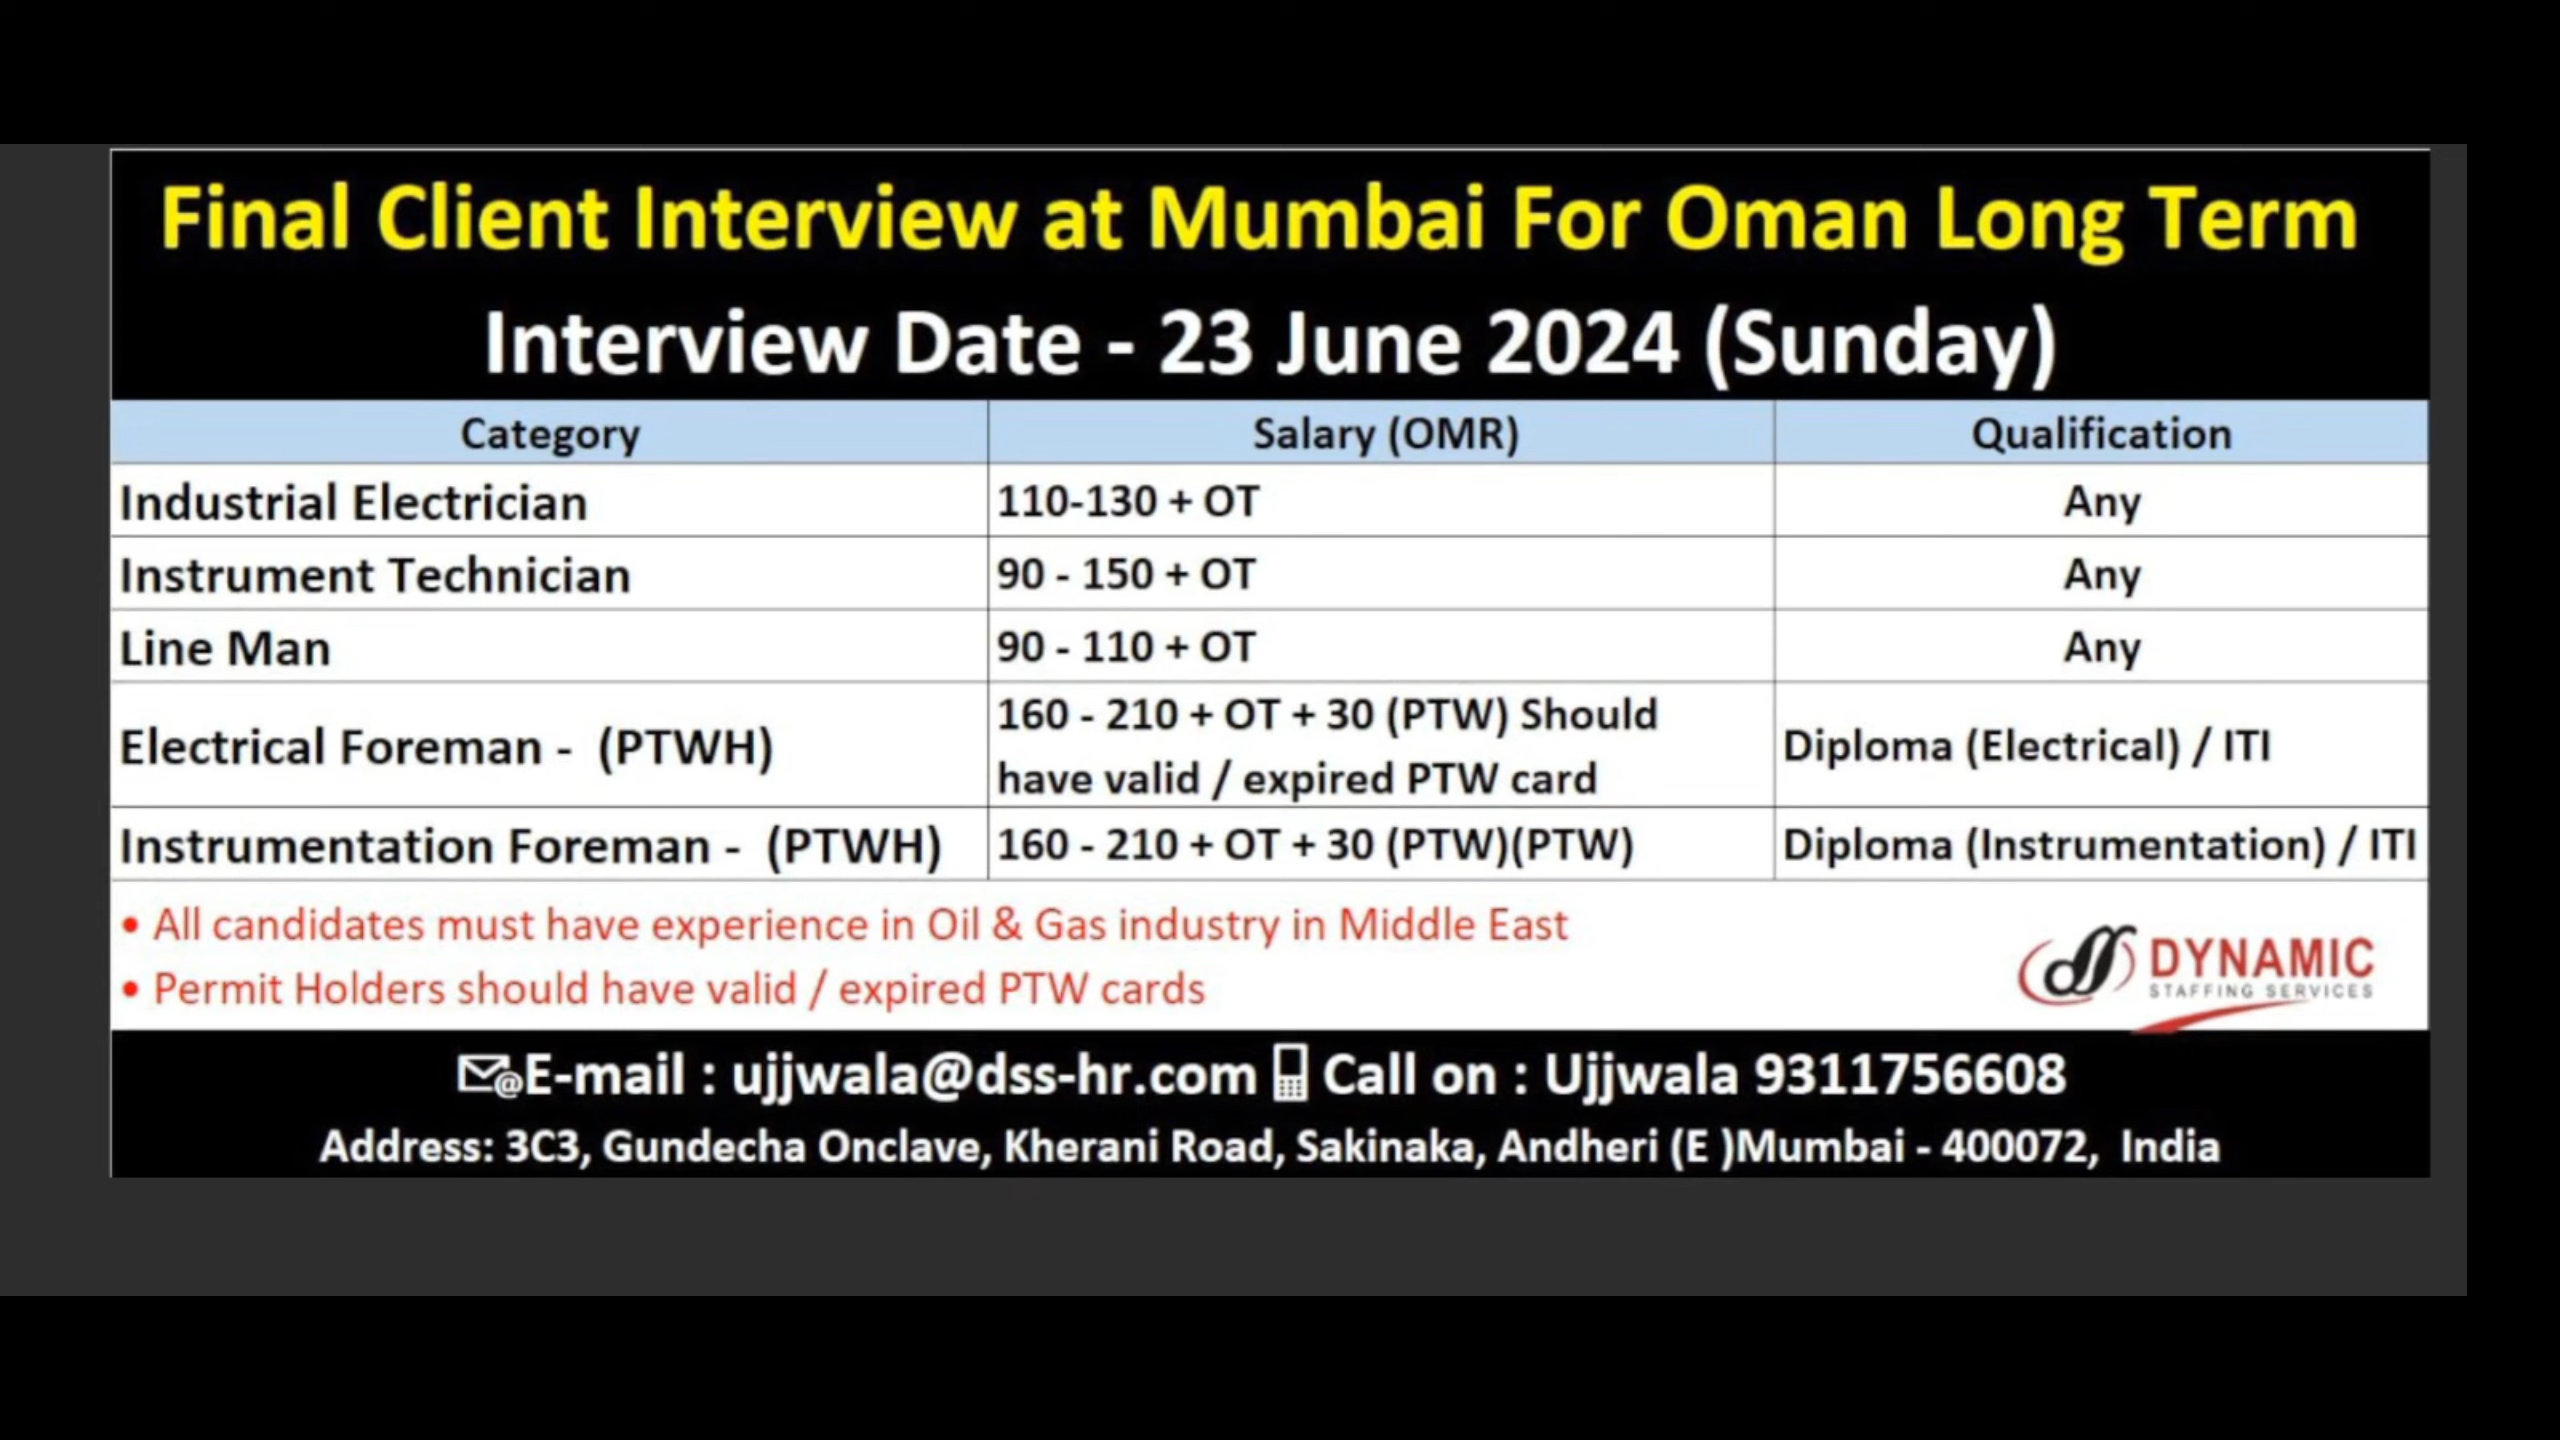 Final Client Interview at Mumbai For Oman Long Term
Interview Date - 23 June 2024 (Sunday)
Category Salary (OMR) Qualification
Industrial Electrician 110-130 + OT Any
Instrument Technician 90 - 150 + OT Any
Line Man 90 - 110 + OT Any
Electrical Foreman - (PTWH) 160 - 210 + OT + 30 (PTW) Should
have valid / expired PTW card Diploma (Electrical) / ITI
Instrumentation Foreman - (PTWH) 160 - 210 + OT + 30 (PTW)(PTW) Diploma (Instrumentation) / ITI
• All candidates must have experience in Oil & Gas industry in Middle East
• Permit Holders should have valid / expired PTW cards
dss DYNAMIC
STAFFING SERVICES
E-mail : ujjwala@dss-hr.com Call on : Ujjwala 9311756608
Address: 3C3, Gundecha Onclave, Kherani Road, Sakinaka, Andheri (E )Mumbai - 400072, India